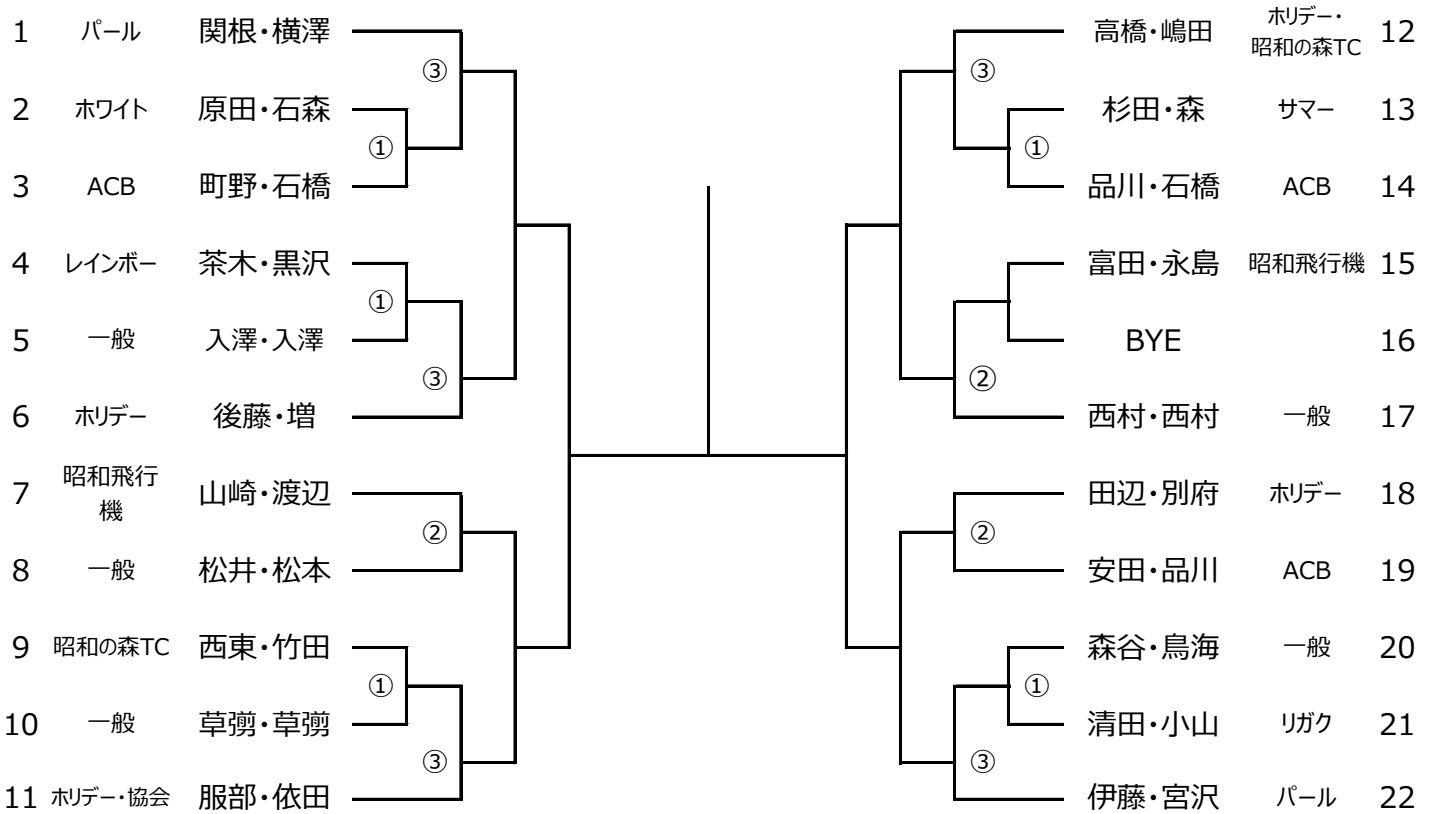 1 パール 関根・横澤
③
2 ホワイト 原田・石森
①
3 ACB 町野・石橋
4 レインボー 茶木・黒沢
①
5 一般 入澤・入澤
③
6 ホリデー 後藤・増
7 昭和飛行
機 山崎・渡辺
②
8 一般 松井・松本
9 昭和の森TC 西東・竹田
①
10 一般 草彅・草彅
③
11 ホリデー・協会 服部・依田
高橋・嶋田 ホリデー・
昭和の森TC 12
③
杉田・森 サマー 13
①
品川・石橋 ACB 14
富田・永島 昭和飛行機 15
BYE 16
②
西村・西村 一般 17
田辺・別府 ホリデー 18
②
安田・品川 ACB 19
森谷・鳥海 一般 20
①
清田・小山 リガク 21
③
伊藤・宮沢 パール 22